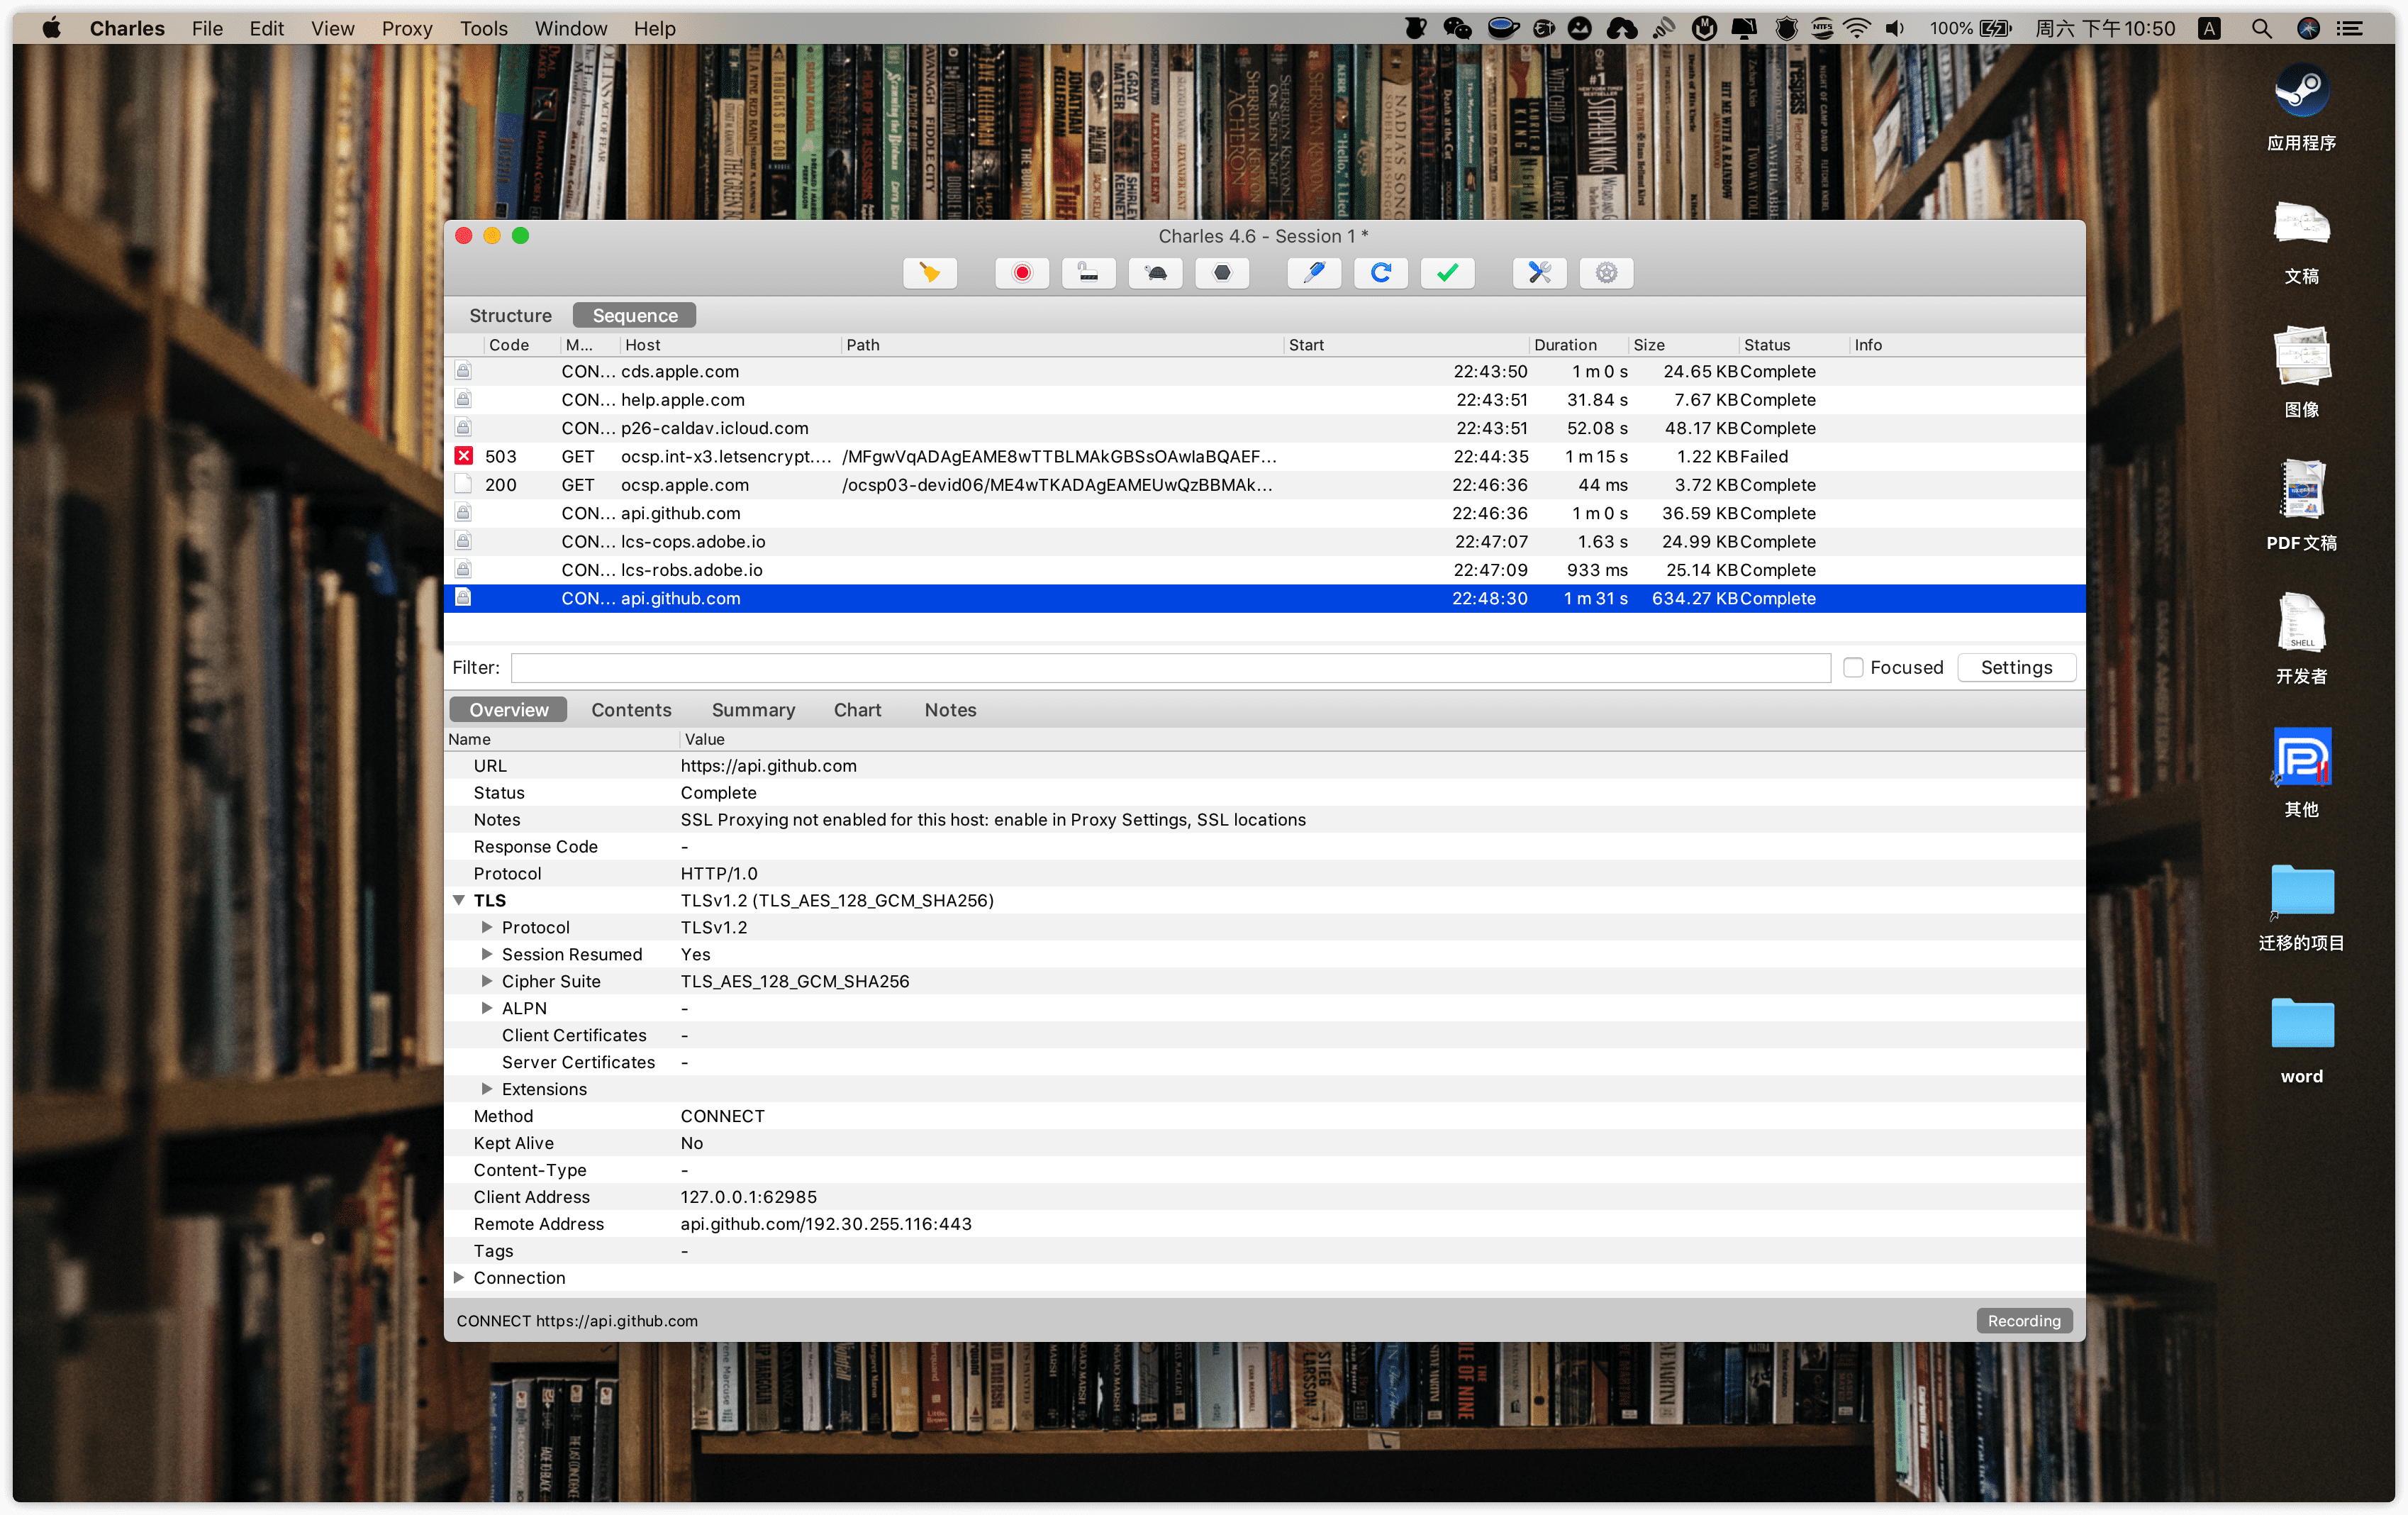 Charles File Edit View Proxy Tools Window Help
NTFS 100% 周六 下午10:50 A
应用程序
文稿
图像
PDF文稿
SHELL
开发者
其他
迁移的项目
word
Charles 4.6 - Session 1 *
Structure Sequence
Code M... Host Path Start Duration Size Status Info
CON... cds.apple.com 22:43:50 1 m 0 s 24.65 KB Complete
CON... help.apple.com 22:43:51 31.84 s 7.67 KB Complete
CON... p26-caldav.icloud.com 22:43:51 52.08 s 48.17 KB Complete
503 GET ocsp.int-x3.letsencrypt.... /MFgwVqADAgEAME8wTTBLMAkGBSsOAwIaBQAEF... 22:44:35 1 m 15 s 1.22 KB Failed
200 GET ocsp.apple.com /ocsp03-devid06/ME4wTKADAgEAMEUwQzBBMAk... 22:46:36 44 ms 3.72 KB Complete
CON... api.github.com 22:46:36 1 m 0 s 36.59 KB Complete
CON... lcs-cops.adobe.io 22:47:07 1.63 s 24.99 KB Complete
CON... lcs-robs.adobe.io 22:47:09 933 ms 25.14 KB Complete
CON... api.github.com 22:48:30 1 m 31 s 634.27 KB Complete
Filter: Focused Settings
Overview Contents Summary Chart Notes
Name Value
URL https://api.github.com
Status Complete
Notes SSL Proxying not enabled for this host: enable in Proxy Settings, SSL locations
Response Code -
Protocol HTTP/1.0
TLS TLSv1.2 (TLS_AES_128_GCM_SHA256)
Protocol TLSv1.2
Session Resumed Yes
Cipher Suite TLS_AES_128_GCM_SHA256
ALPN -
Client Certificates -
Server Certificates -
Extensions
Method CONNECT
Kept Alive No
Content-Type -
Client Address 127.0.0.1:62985
Remote Address api.github.com/192.30.255.116:443
Tags -
Connection
CONNECT https://api.github.com Recording